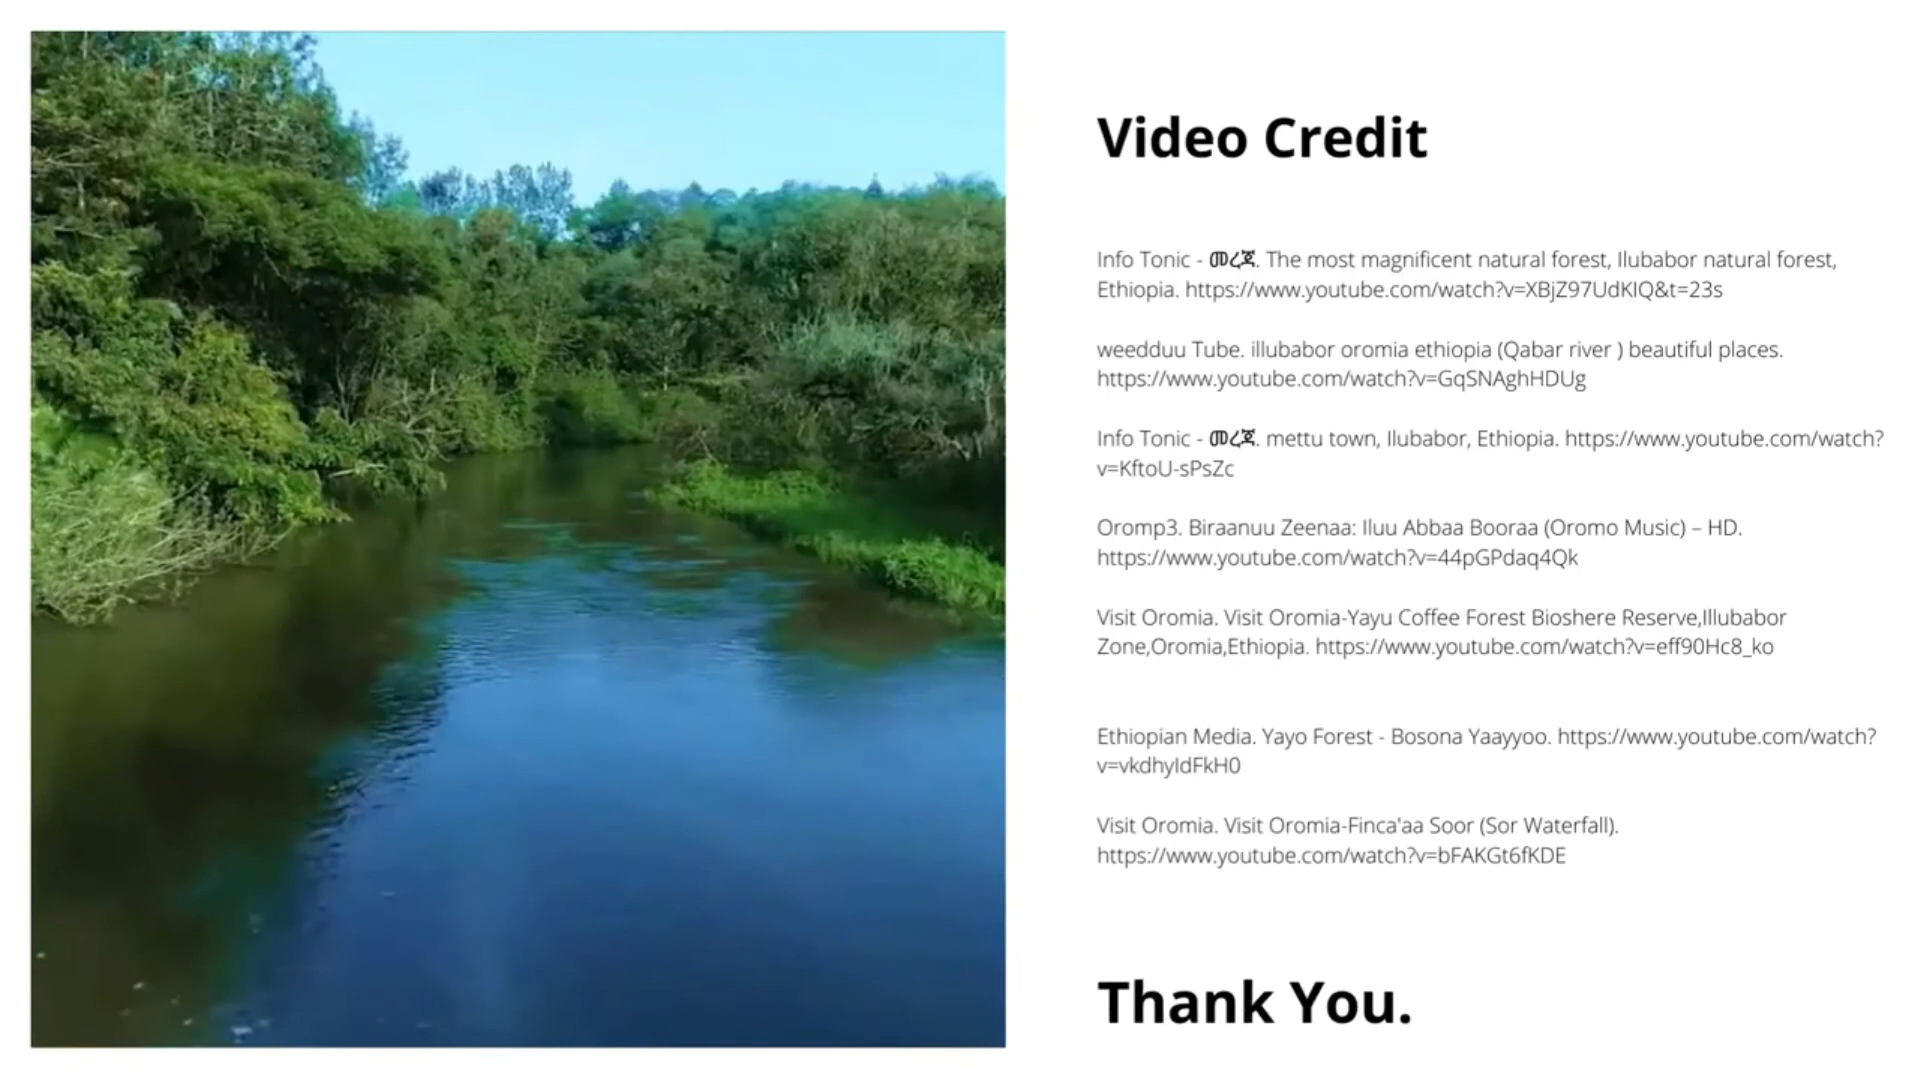 Video Credit
Info Tonic - መረጃ. The most magnificent natural forest, Ilubabor natural forest,
Ethiopia. https://www.youtube.com/watch?v=XBjZ97UdKIQ&t=23s
weedduu Tube. illubabor oromia ethiopia (Qabar river ) beautiful places.
https://www.youtube.com/watch?v=GqSNAghHDUg
Info Tonic - መረጃ. mettu town, Ilubabor, Ethiopia. https://www.youtube.com/watch?
v=KftoU-sPsZc
Oromp3. Biraanuu Zeenaa: Iluu Abbaa Booraa (Oromo Music) – HD.
https://www.youtube.com/watch?v=44pGPdaq4Qk
Visit Oromia. Visit Oromia-Yayu Coffee Forest Bioshere Reserve,Illubabor
Zone,Oromia,Ethiopia. https://www.youtube.com/watch?v=eff90Hc8_ko
Ethiopian Media. Yayo Forest - Bosona Yaayyoo. https://www.youtube.com/watch?
v=vkdhyIdFkH0
Visit Oromia. Visit Oromia-Finca'aa Soor (Sor Waterfall).
https://www.youtube.com/watch?v=bFAKGt6fKDE
Thank You.